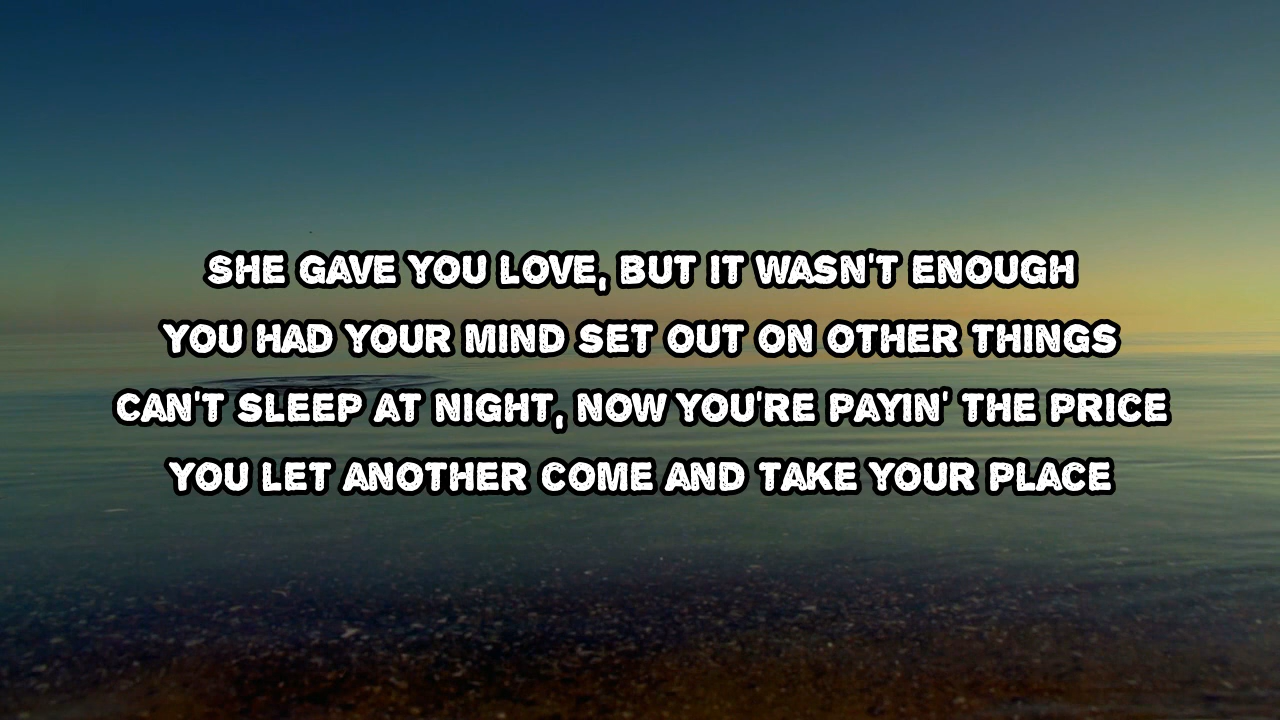 SHE GAVE YOU LOVE, BUT IT WASN'T ENOUGH
YOU HAD YOUR MIND SET OUT ON OTHER THINGS
CAN'T SLEEP AT NIGHT, NOW YOU'RE PAYIN' THE PRICE
YOU LET ANOTHER COME AND TAKE YOUR PLACE